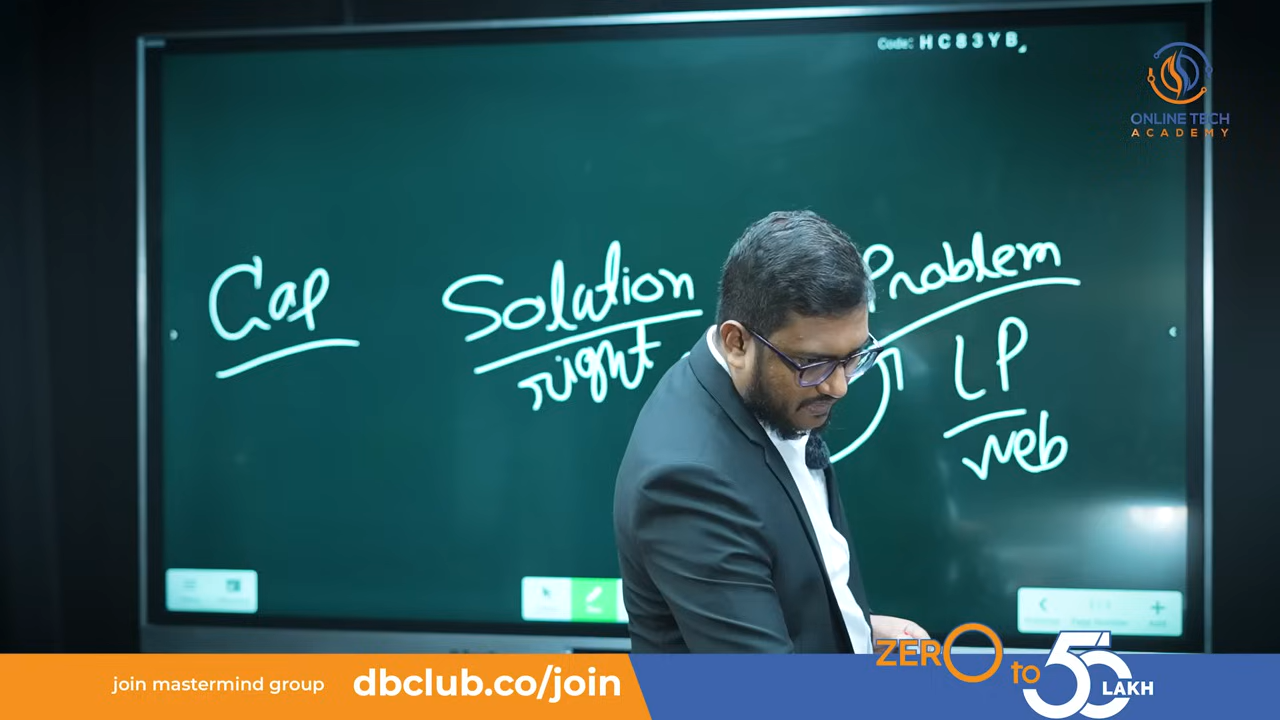 Code: HC83YB
ONLINE TECH
ACADEMY
Gap
Solation
Problem
right
LP
web
join mastermind group
dbclub.co/join
ZERO to 50 LAKH